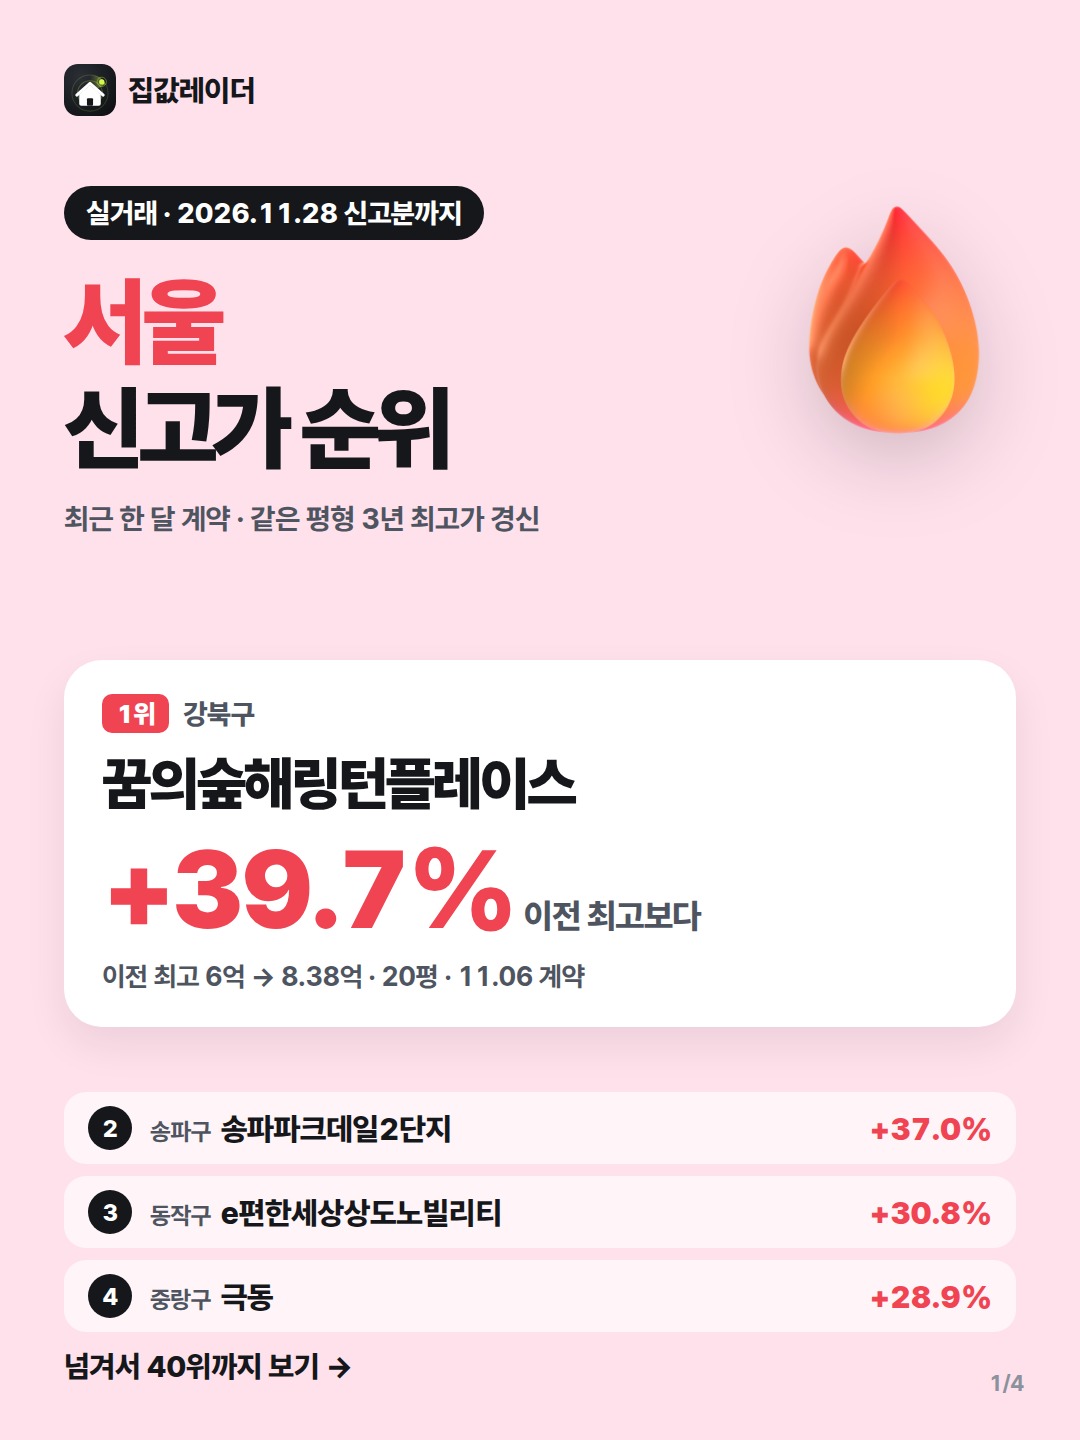 집값레이더
실거래 · 2026.11.28 신고분까지
서울
신고가 순위
최근 한 달 계약 · 같은 평형 3년 최고가 경신
1위 강북구
꿈의숲해링턴플레이스
+39.7% 이전 최고보다
이전 최고 6억 → 8.38억 · 20평 · 11.06 계약
2 송파구 송파파크데일2단지 +37.0%
3 동작구 e편한세상상도노빌리티 +30.8%
4 중랑구 극동 +28.9%
넘겨서 40위까지 보기 →
1/4